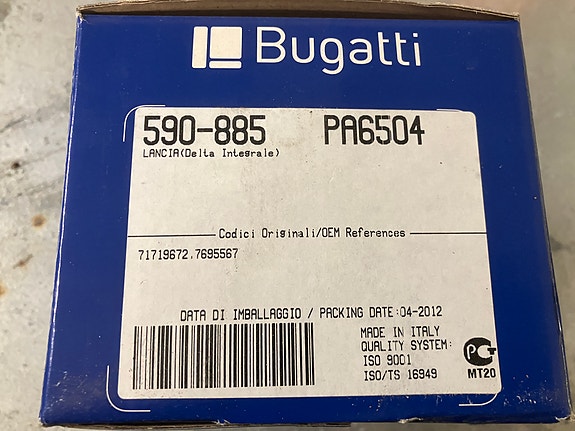 Bugatti
590-885 PA6504
LANCIA(Delta Integrale)
Codici Originali/OEM References
71719672,7695567
DATA DI IMBALLAGGIO / PACKING DATE:04-2012
MADE IN ITALY
QUALITY SYSTEM:
ISO 9001
ISO/TS 16949
PCT
MT20